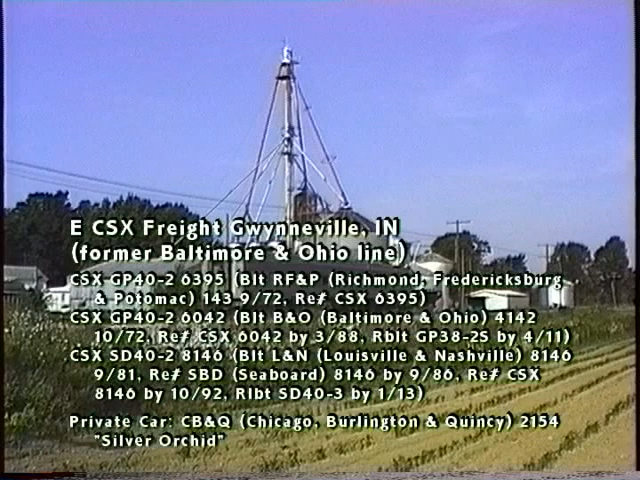 E CSX Freight Gwynneville, IN
(former Baltimore & Ohio line)
CSX GP40-2 6395 (Blt RF&P (Richmond, Fredericksburg
& Potomac) 143 9/72, Re# CSX 6395)
CSX GP40-2 6042 (Blt B&O (Baltimore & Ohio) 4142
10/72, Re# CSX 6042 by 3/88, Rblt GP38-2S by 4/11)
CSX SD40-2 8146 (Blt L&N (Louisville & Nashville) 8146
9/81, Re# SBD (Seaboard) 8146 by 9/86, Re# CSX
8146 by 10/92, Rlbt SD40-3 by 1/13)
Private Car: CB&Q (Chicago, Burlington & Quincy) 2154
"Silver Orchid"